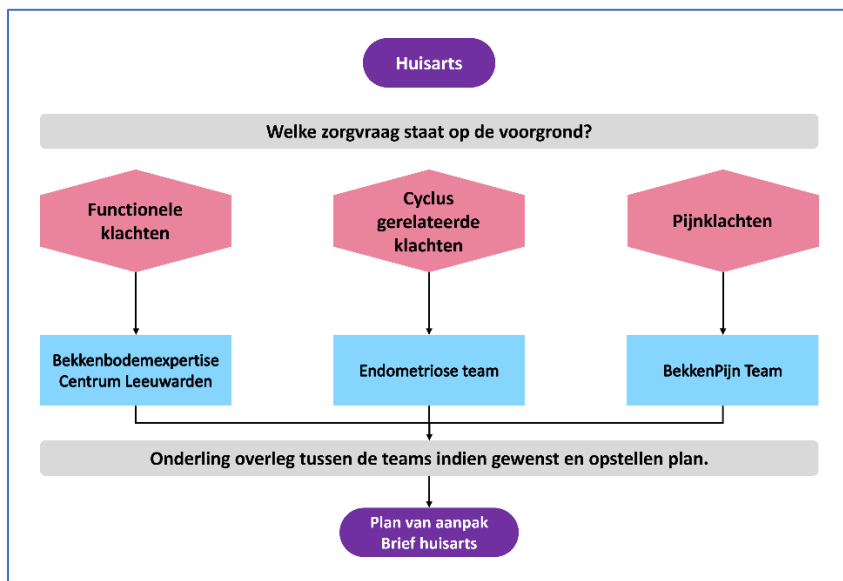 Huisarts
Welke zorgvraag staat op de voorgrond?
Functionele
klachten
Cyclus
gerelateerde
klachten
Pijnklachten
Bekkenbodemexpertise
Centrum Leeuwarden
Endometriose team
BekkenPijn Team
Onderling overleg tussen de teams indien gewenst en opstellen plan.
Plan van aanpak
Brief huisarts